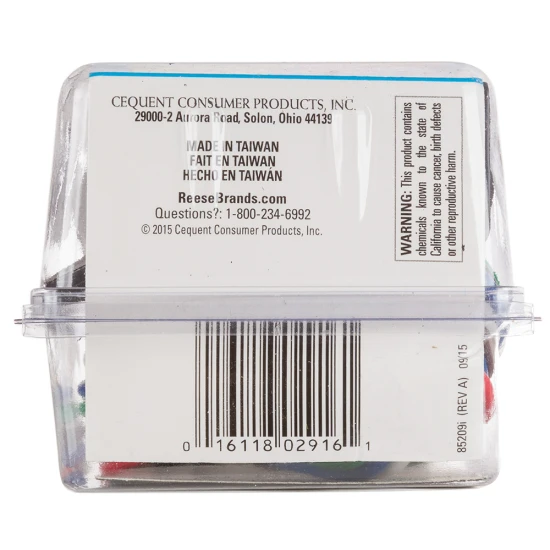 CEQUENT CONSUMER PRODUCTS, INC.
29000-2 Aurora Road, Solon, Ohio 44139
MADE IN TAIWAN
FAIT EN TAIWAN
HECHO EN TAIWÁN
ReeseBrands.com
Questions?: 1-800-234-6992
© 2015 Cequent Consumer Products, Inc.
WARNING: This product contains
chemicals known to the state of
California to cause cancer, birth defects
or other reproductive harm.
0 16118 02916 1
85209i (REV A) 09/15